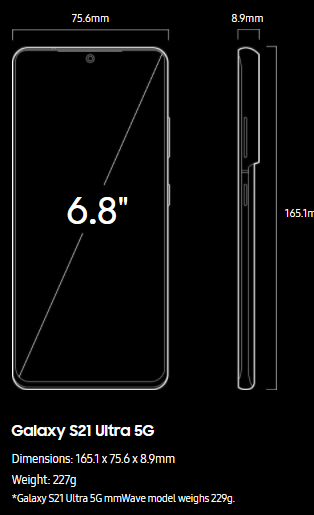 75.6mm
8.9mm
6.8"
165.1m
Galaxy S21 Ultra 5G
Dimensions: 165.1 x 75.6 x 8.9mm
Weight: 227g
*Galaxy S21 Ultra 5G mmWave model weighs 229g.